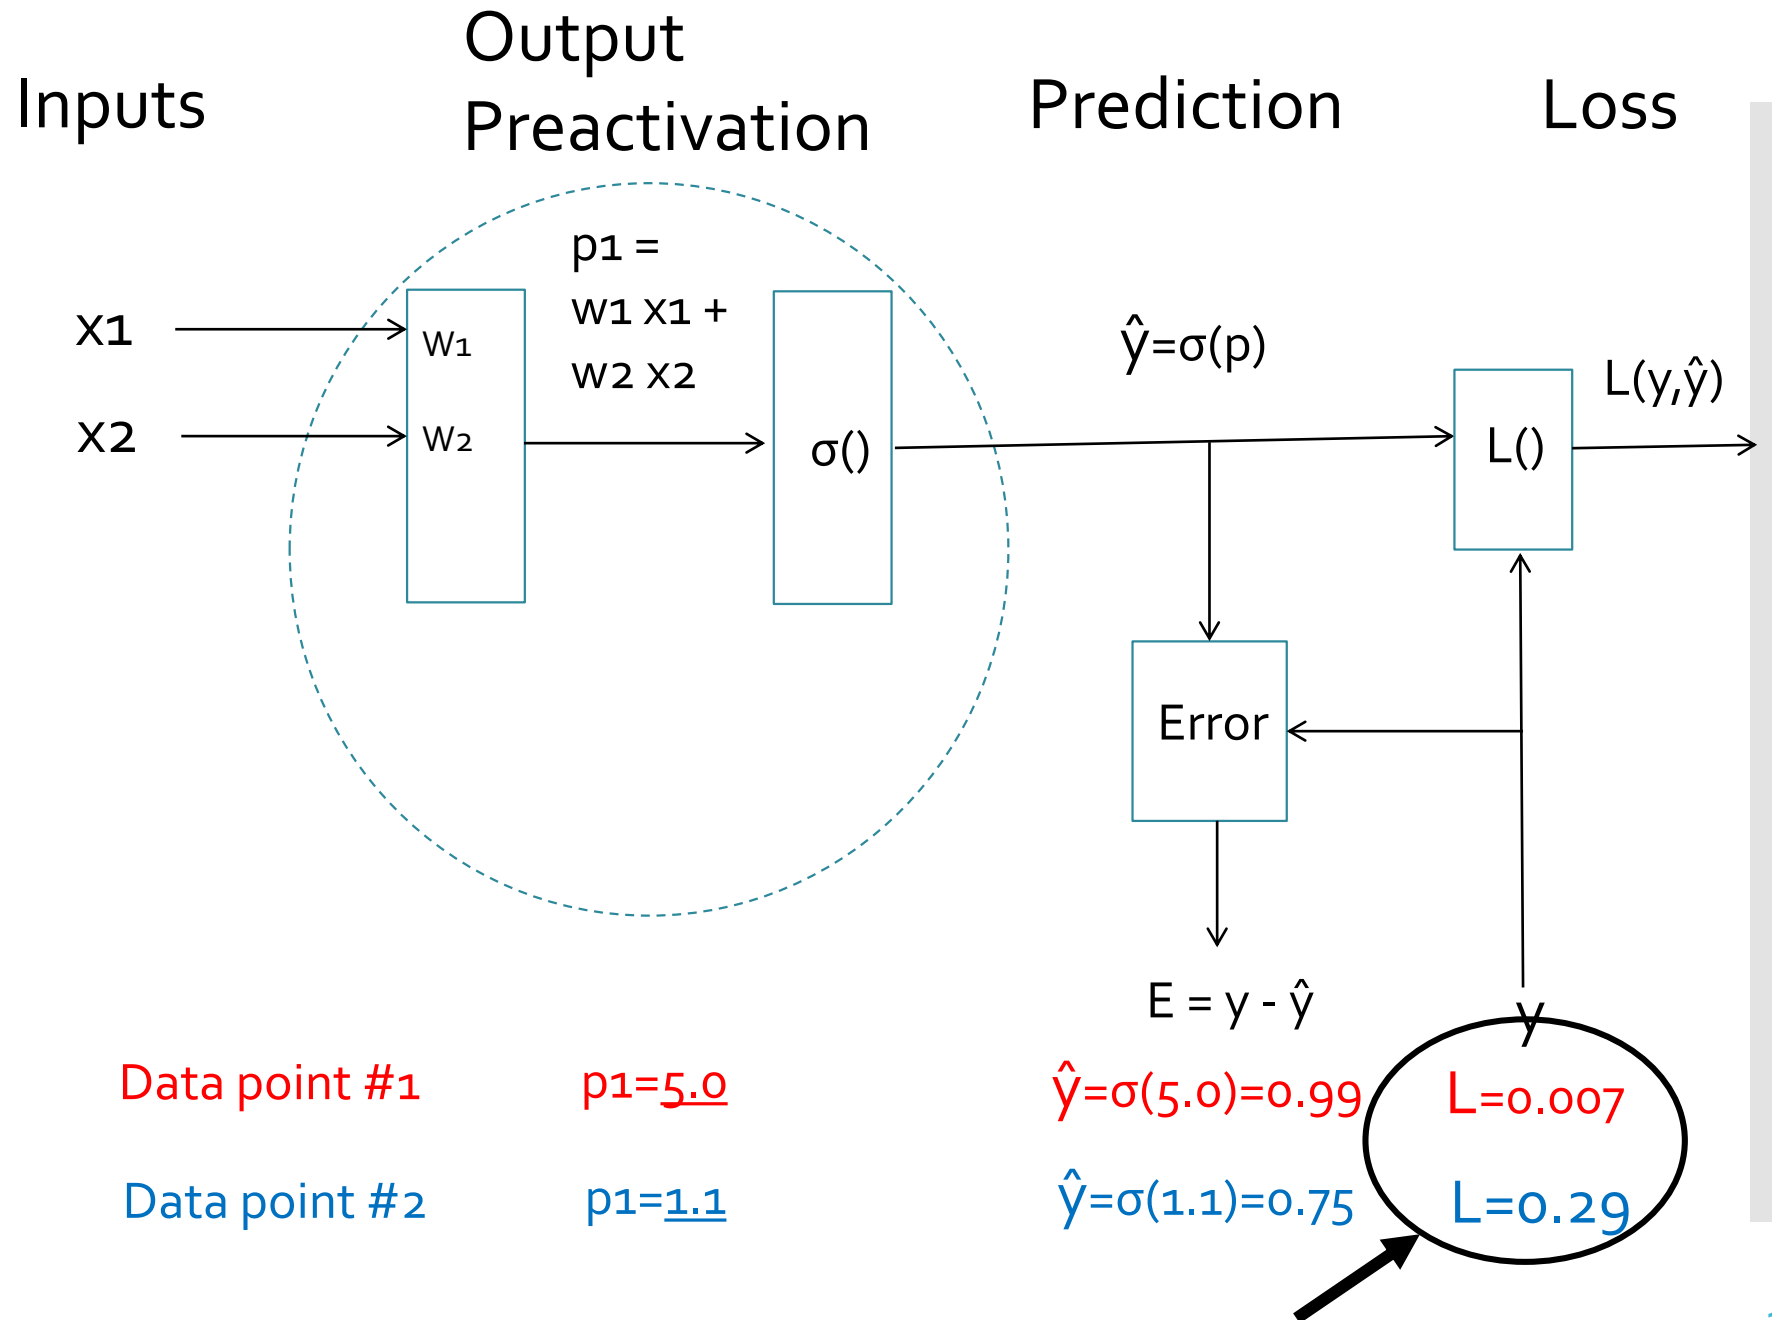 Inputs
Output
Preactivation
Prediction
Loss
p1 =
w1 x1 +
w2 x2
x1
x2
w1
w2
σ()
ŷ=σ(p)
L()
L(y,ŷ)
Error
E = y - ŷ
y
Data point #1
p1=5.0
ŷ=σ(5.0)=0.99
L=0.007
Data point #2
p1=1.1
ŷ=σ(1.1)=0.75
L=0.29